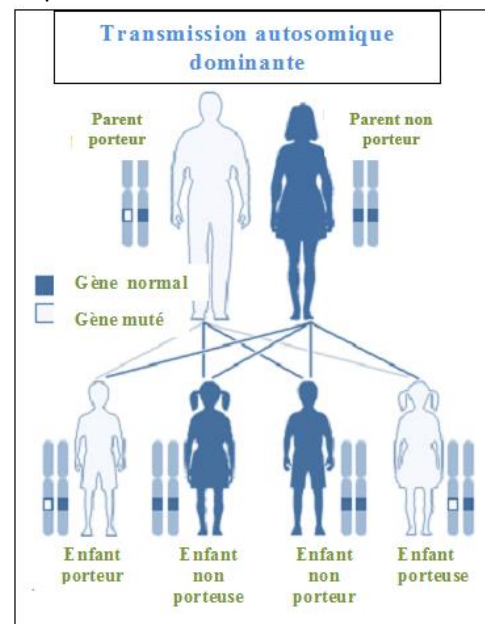 Transmission autosomique
dominante
Parent
porteur
Parent non
porteur
Gène normal
Gène muté
Enfant
porteur
Enfant
non
porteuse
Enfant
non
porteur
Enfant
porteuse